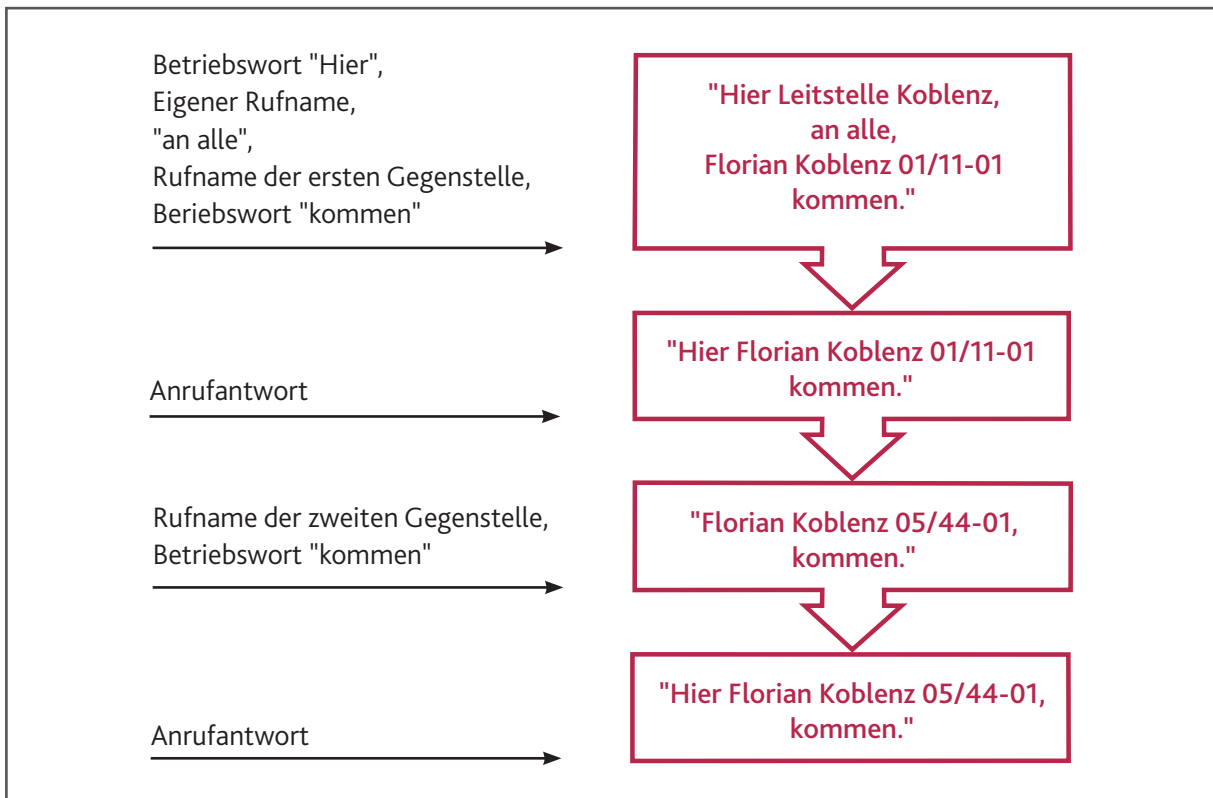 Betriebswort "Hier",
Eigener Rufname,
"an alle",
Rufname der ersten Gegenstelle,
Beriebswort "kommen"
"Hier Leitstelle Koblenz,
an alle,
Florian Koblenz 01/11-01
kommen."
Anrufantwort
"Hier Florian Koblenz 01/11-01
kommen."
Rufname der zweiten Gegenstelle,
Betriebswort "kommen"
"Florian Koblenz 05/44-01,
kommen."
Anrufantwort
"Hier Florian Koblenz 05/44-01,
kommen."